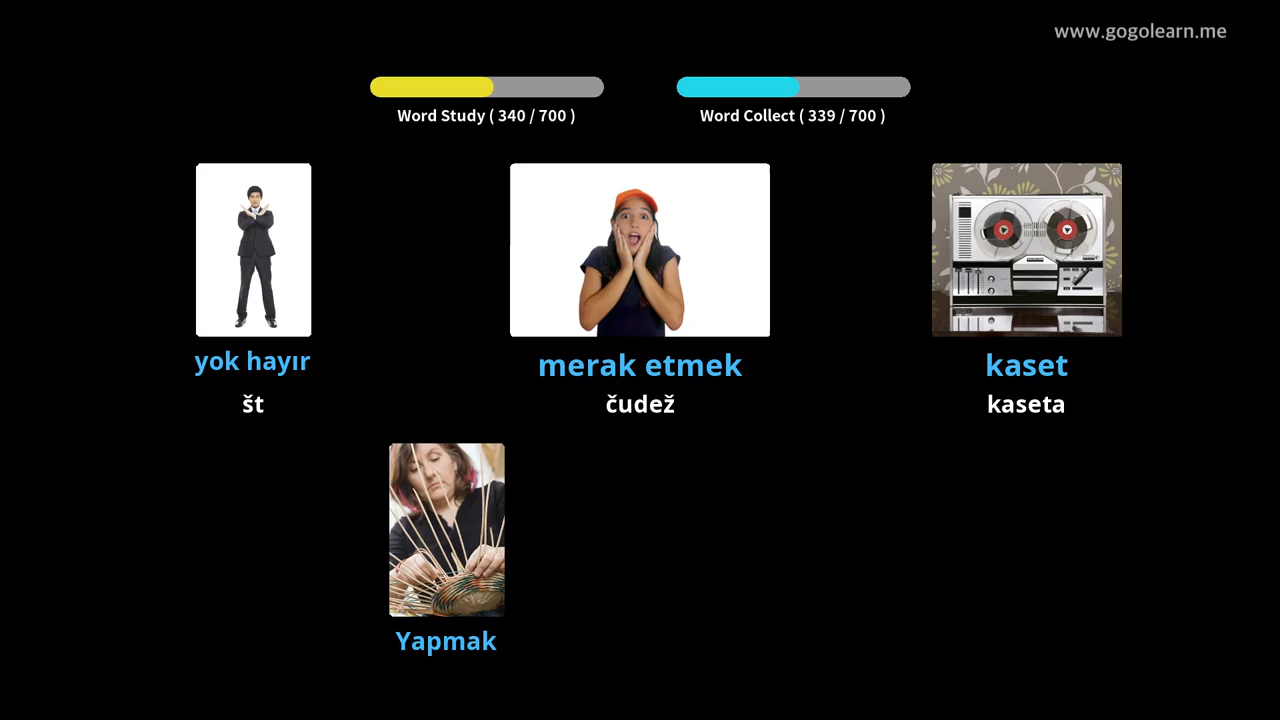 www.gogolearn.me
Word Study ( 340 / 700 )
Word Collect ( 339 / 700 )
yok hayır
merak etmek
kaset
št
čudež
kaseta
Yapmak